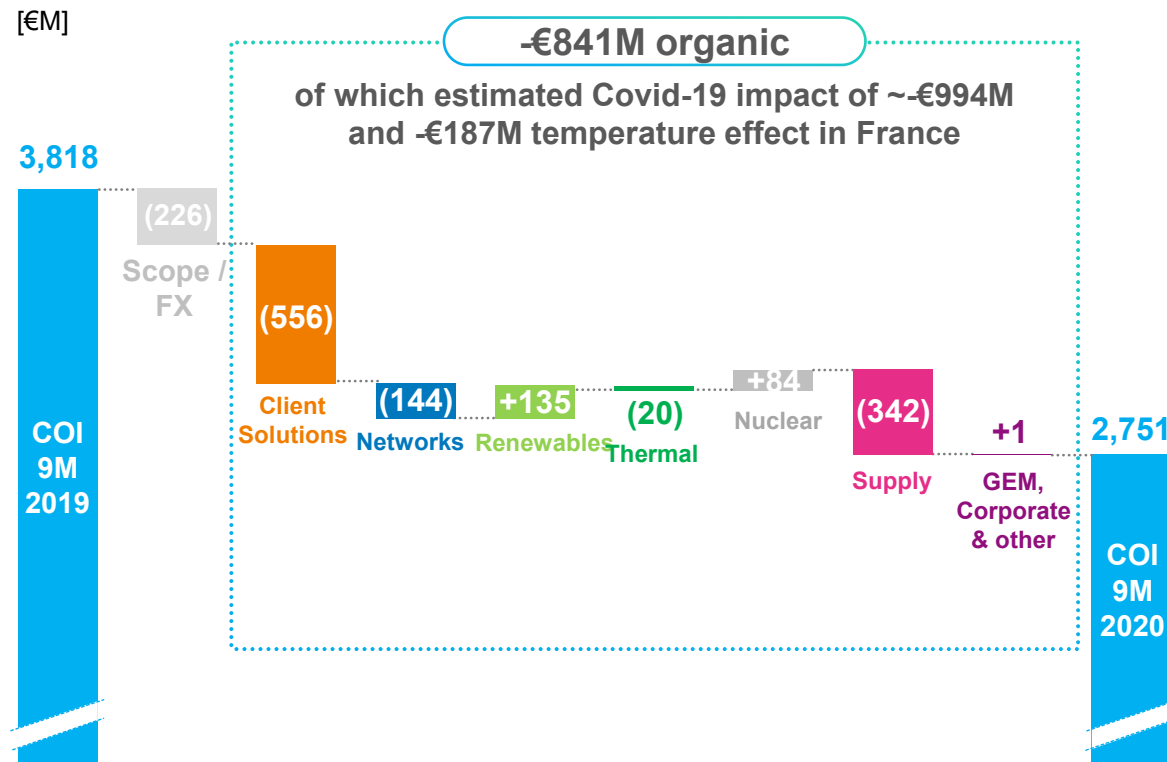 [€M]
-€841M organic
of which estimated Covid-19 impact of ~-€994M
and -€187M temperature effect in France
3,818
COI
9M
2019
(226)
Scope /
FX
(556)
Client
Solutions
(144)
Networks
+135
Renewables
(20)
Thermal
+84
Nuclear
(342)
Supply
+1
GEM,
Corporate
& other
2,751
COI
9M
2020